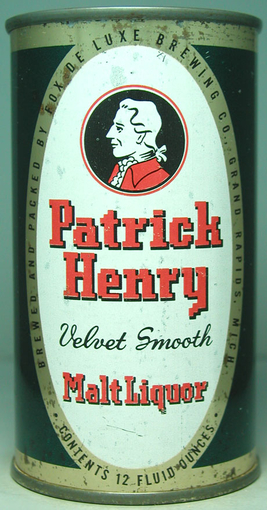 BREWED AND PACKED BY FOX DE LUXE BREWING CO., GRAND RAPIDS, MICH.
Patrick
Henry
Velvet Smooth
Malt Liquor
• CONTENTS 12 FLUID OUNCES •